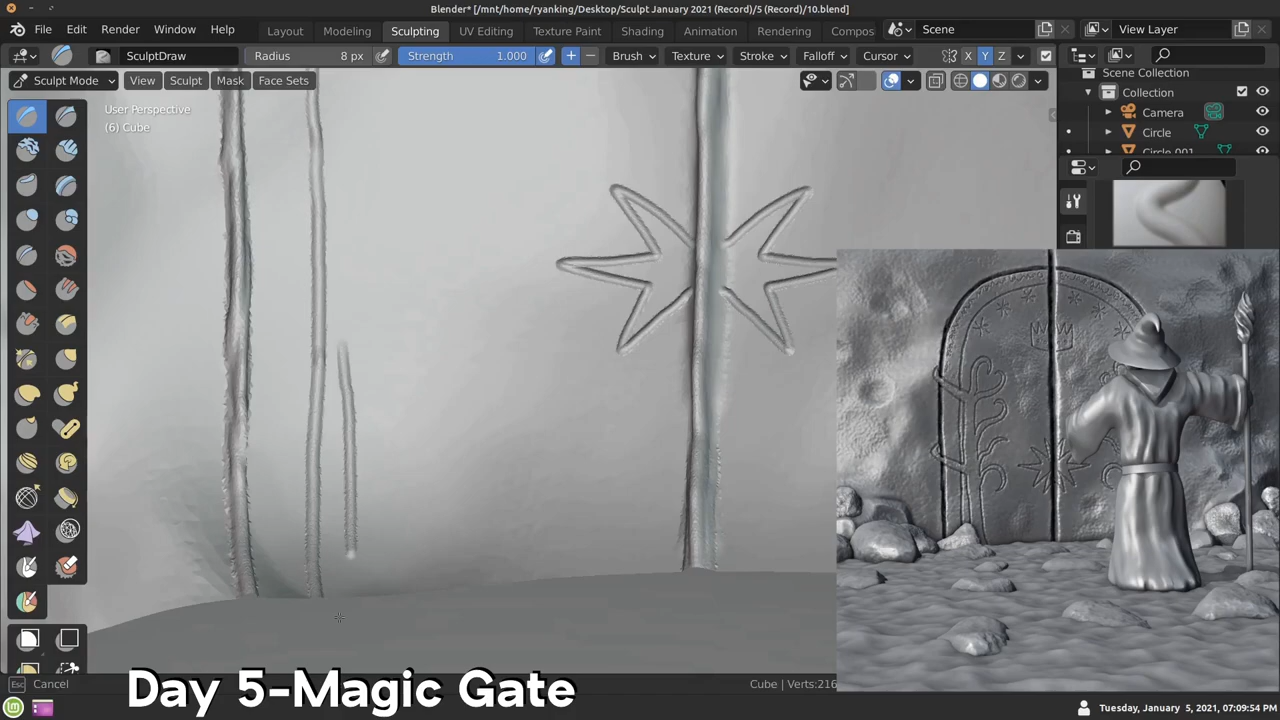 Blender* [/mnt/home/ryanking/Desktop/Sculpt January 2021 (Record)/5 (Record)/10.blend]
File Edit Render Window Help Layout Modeling Sculpting UV Editing Texture Paint Shading Animation Rendering Compos Scene View Layer
SculptDraw Radius 8 px Strength 1.000 Brush Texture Stroke Falloff Cursor X Y Z
Sculpt Mode View Sculpt Mask Face Sets
Scene Collection
Collection
Camera
Circle
Circle.001
User Perspective
(6) Cube
Esc Cancel
Cube | Verts:216
Day 5-Magic Gate
Tuesday, January 5, 2021, 07:09:54 PM